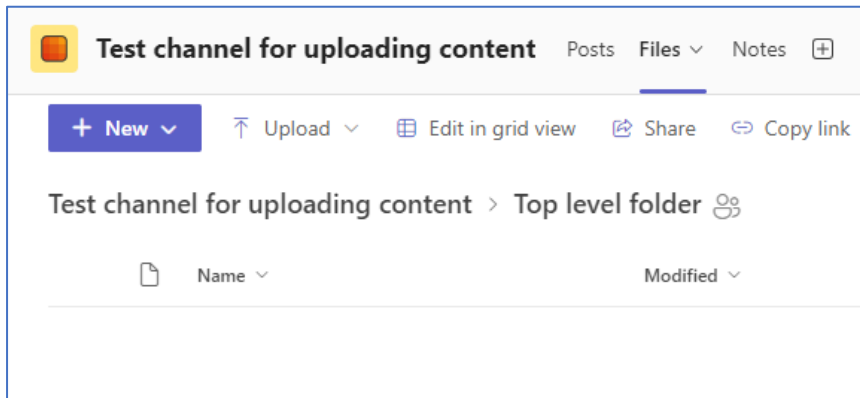 Test channel for uploading content Posts Files Notes
New Upload Edit in grid view Share Copy link
Test channel for uploading content > Top level folder
Name Modified